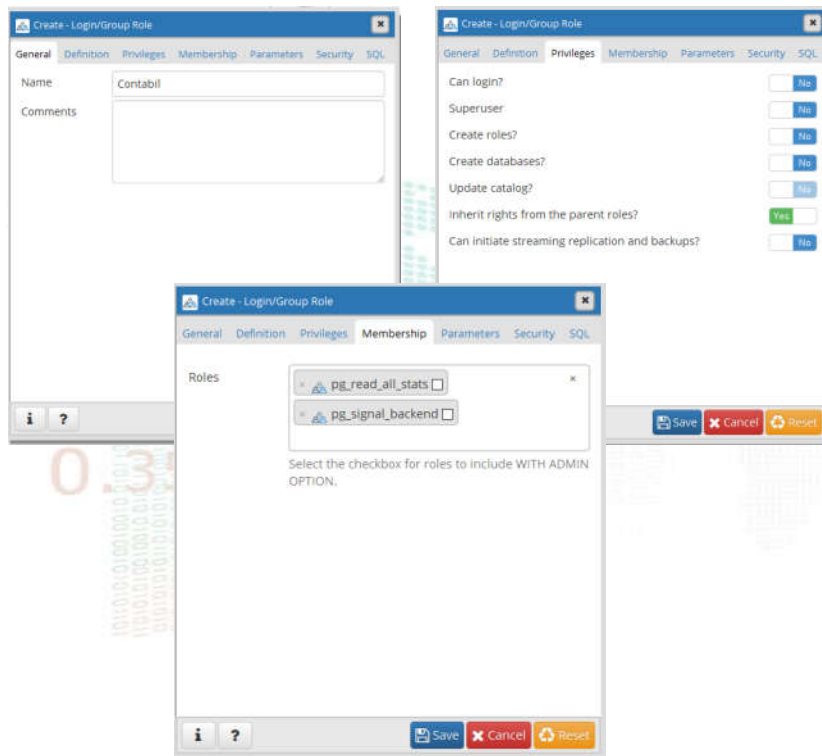 Create - Login/Group Role
General Definition Privileges Membership Parameters Security SQL
Name Contabil
Comments
i ?
Create - Login/Group Role
General Definition Privileges Membership Parameters Security SQL
Can login? No
Superuser No
Create roles? No
Create databases? No
Update catalog? No
Inherit rights from the parent roles? Yes
Can initiate streaming replication and backups? No
Save Cancel Reset
Create - Login/Group Role
General Definition Privileges Membership Parameters Security SQL
Roles × pg_read_all_stats ×
× pg_signal_backend
Select the checkbox for roles to include WITH ADMIN
OPTION.
i ? Save Cancel Reset